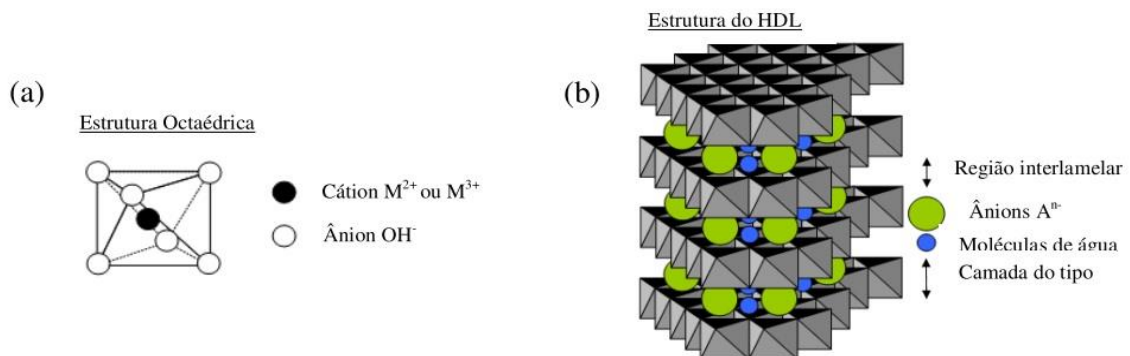 (a)
Estrutura Octaédrica
Cátion M²⁺ ou M³⁺
Ânion OH⁻
Estrutura do HDL
(b)
Região interlamelar
Ânions Aⁿ⁻
Moléculas de água
Camada do tipo